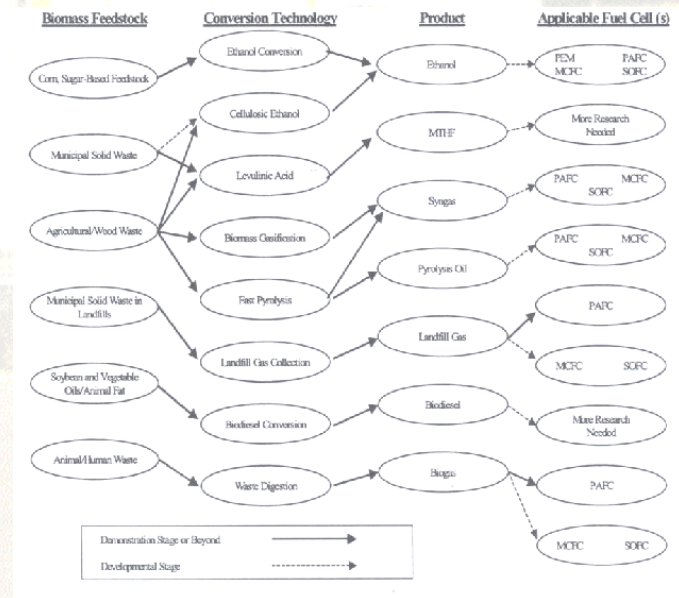 Biomass Feedstock
Conversion Technology
Product
Applicable Fuel Cell (s)
Corn, Sugar-Based Feedstock
Municipal Solid Waste
Agricultural/Wood Waste
Municipal Solid Waste in
Landfills
Soybean and Vegetable
Oils/Animal Fat
Animal/Human Waste
Ethanol Conversion
Cellulosic Ethanol
Levulinic Acid
Biomass Gasification
Fast Pyrolysis
Landfill Gas Collection
Biodiesel Conversion
Waste Digestion
Ethanol
MTHF
Syngas
Pyrolysis Oil
Landfill Gas
Biodiesel
Biogas
PEM PAFC
MCFC SOFC
More Research
Needed
PAFC MCFC
SOFC
PAFC MCFC
SOFC
PAFC
MCFC SOFC
More Research
Needed
PAFC
MCFC SOFC
Demonstration Stage or Beyond
Developmental Stage